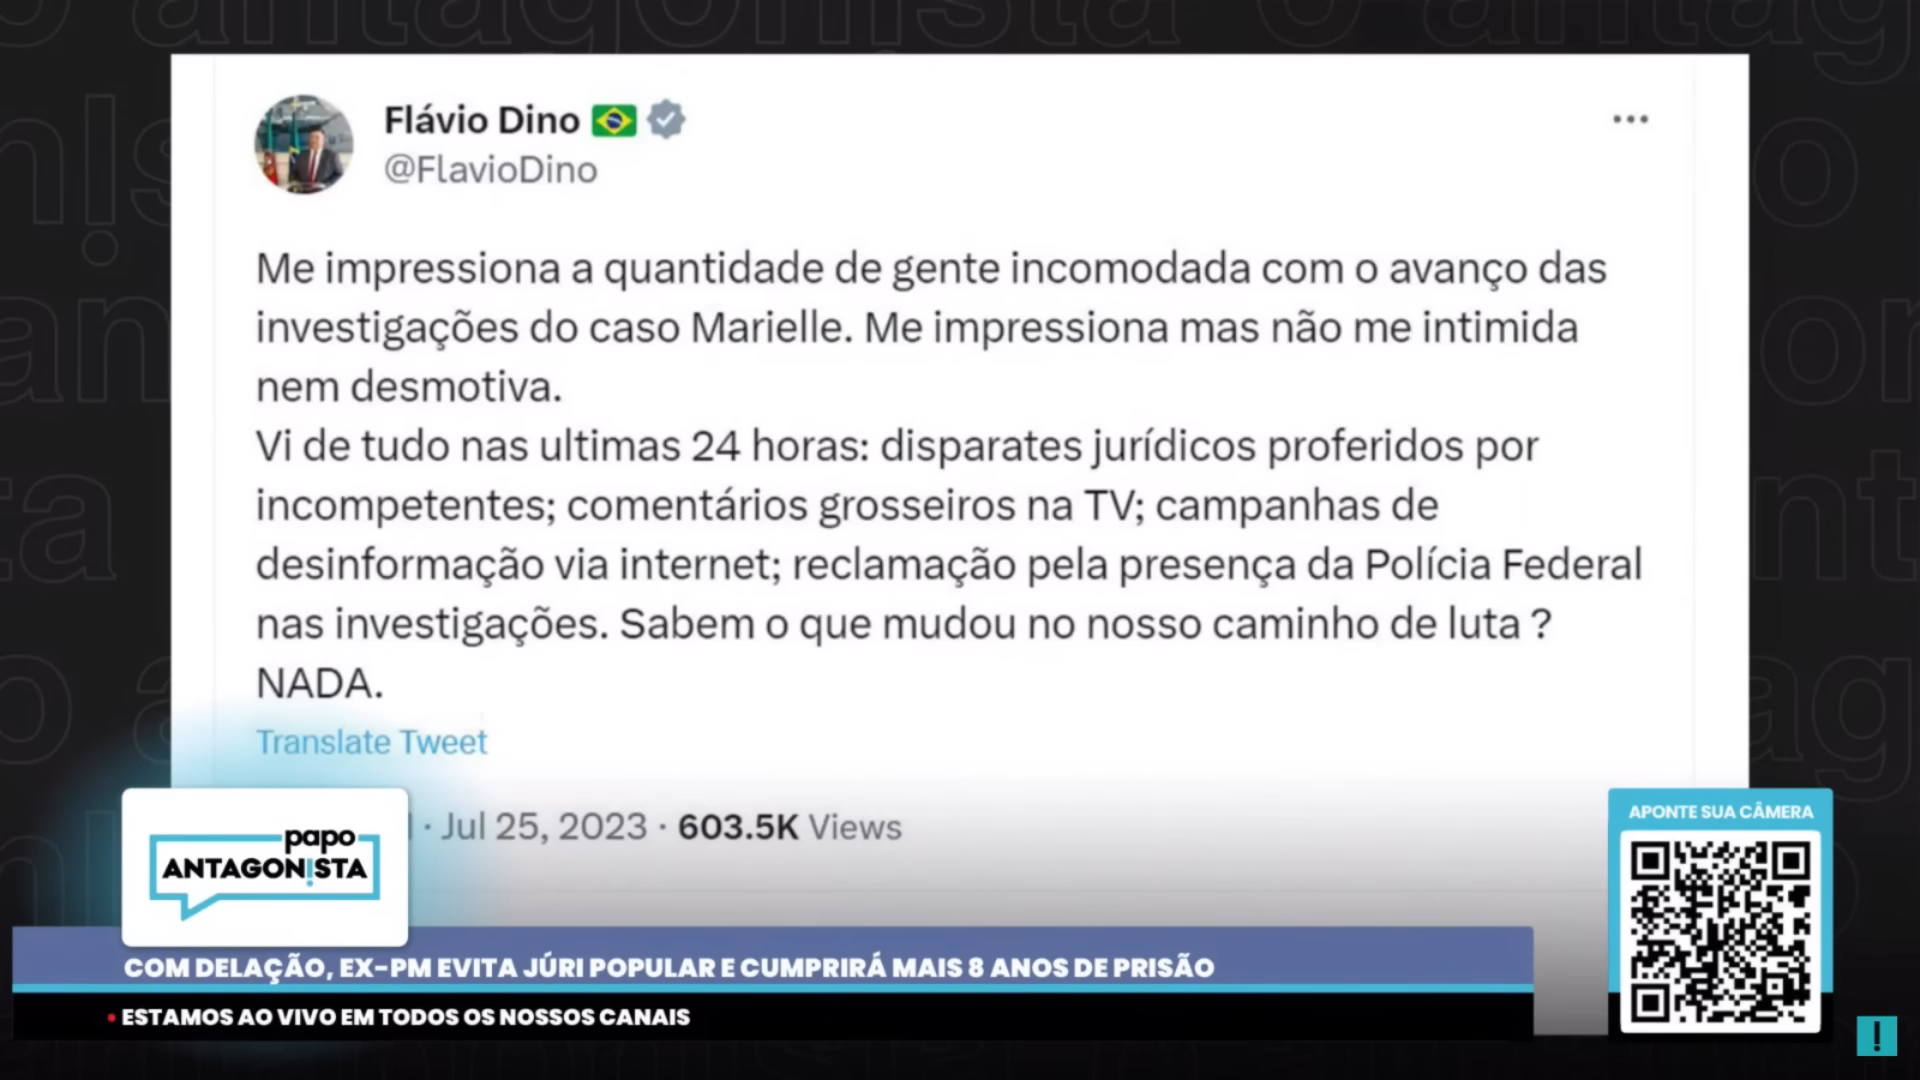 Flávio Dino
@FlavioDino
Me impressiona a quantidade de gente incomodada com o avanço das
investigações do caso Marielle. Me impressiona mas não me intimida
nem desmotiva.
Vi de tudo nas ultimas 24 horas: disparates jurídicos proferidos por
incompetentes; comentários grosseiros na TV; campanhas de
desinformação via internet; reclamação pela presença da Polícia Federal
nas investigações. Sabem o que mudou no nosso caminho de luta ?
NADA.
Translate Tweet
· Jul 25, 2023 · 603.5K Views
papo
ANTAGON!STA
APONTE SUA CÂMERA
COM DELAÇÃO, EX-PM EVITA JÚRI POPULAR E CUMPRIRÁ MAIS 8 ANOS DE PRISÃO
• ESTAMOS AO VIVO EM TODOS OS NOSSOS CANAIS
!